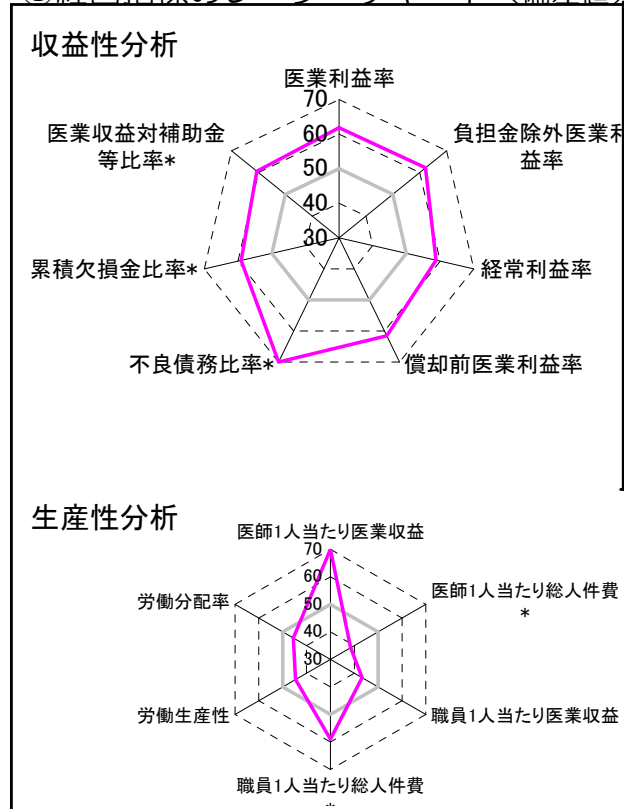 収益性分析
医業利益率
70
60
50
40
30
負担金除外医業利
益率
医業収益対補助金
等比率*
累積欠損金比率*
経常利益率
不良債務比率*
償却前医業利益率
生産性分析
医師1人当たり医業収益
70
60
50
40
30
労働分配率
医師1人当たり総人件費
*
労働生産性
職員1人当たり医業収益
職員1人当たり総人件費
*